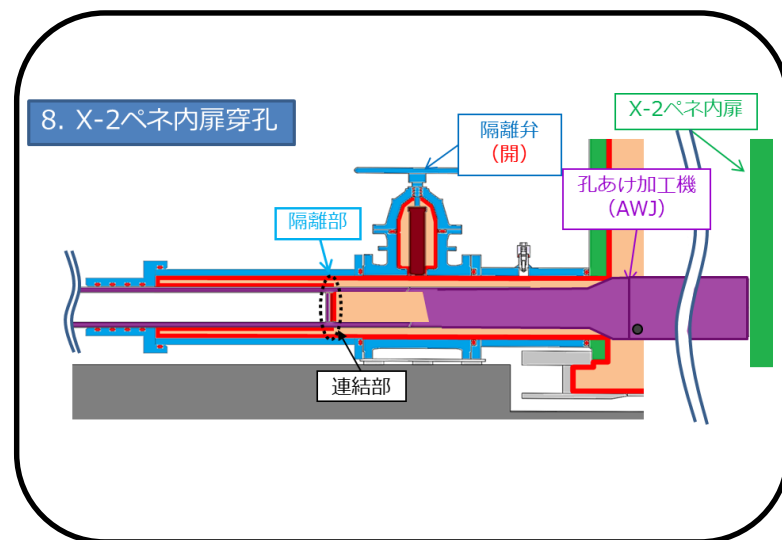 8. X-2ペネ内扉穿孔
隔離弁
（開）
X-2ペネ内扉
孔あけ加工機
（AWJ）
隔離部
連結部